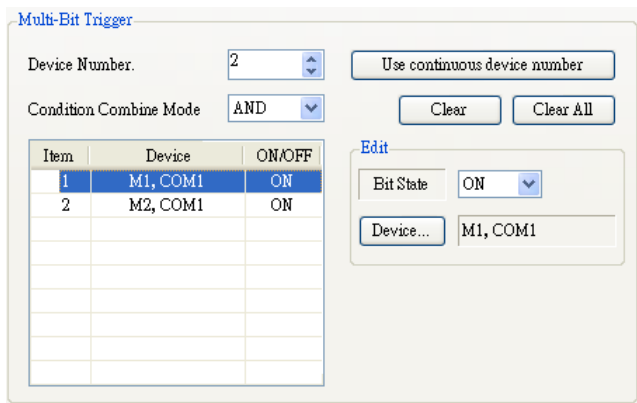 Multi-Bit Trigger
Device Number. 2 Use continuous device number
Condition Combine Mode AND Clear Clear All
Item Device ON/OFF
1 M1, COM1 ON
2 M2, COM1 ON
Edit
Bit State ON
Device... M1, COM1